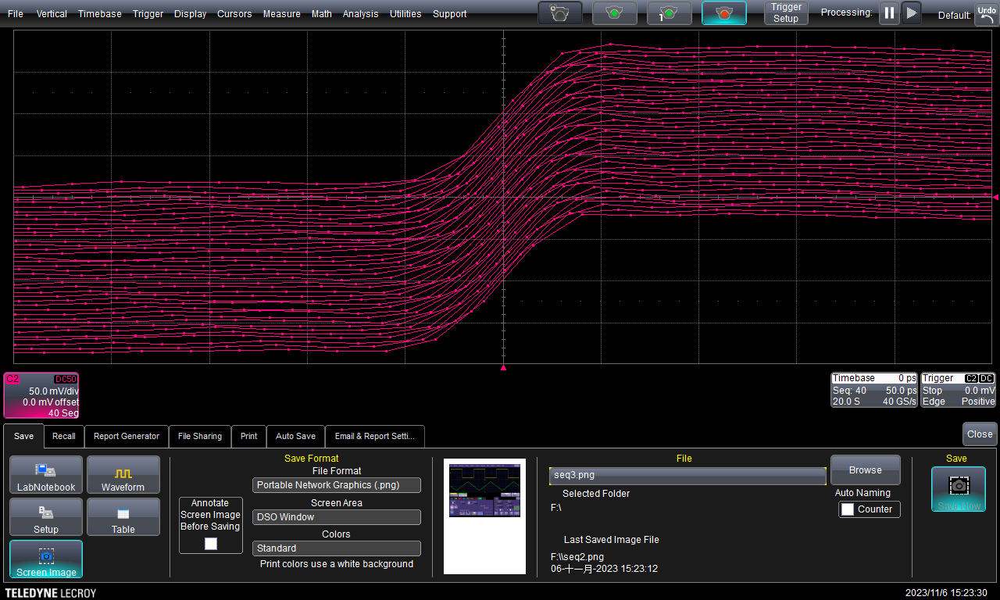 File Vertical Timebase Trigger Display Cursors Measure Math Analysis Utilities Support
1
Trigger Setup
Processing:
Default:
Undo
C2 DC50
50.0 mV/div
0.0 mV offset
40 Seg
Timebase 0 ps
Seq: 40 50.0 ps
20.0 S 40 GS/s
Trigger C2 DC
Stop 0.0 mV
Edge Positive
Save Recall Report Generator File Sharing Print Auto Save Email & Report Setti...
Close
LabNotebook
Waveform
Setup
Table
Screen Image
Save Format
File Format
Portable Network Graphics (.png)
Annotate
Screen Image
Before Saving
Screen Area
DSO Window
Colors
Standard
Print colors use a white background
File
seq3.png
Browse
Selected Folder
F:\
Auto Naming
Counter
Last Saved Image File
F:\\seq2.png
06-十一月-2023 15:23:12
Save
Save Now
TELEDYNE LECROY
2023/11/6 15:23:30